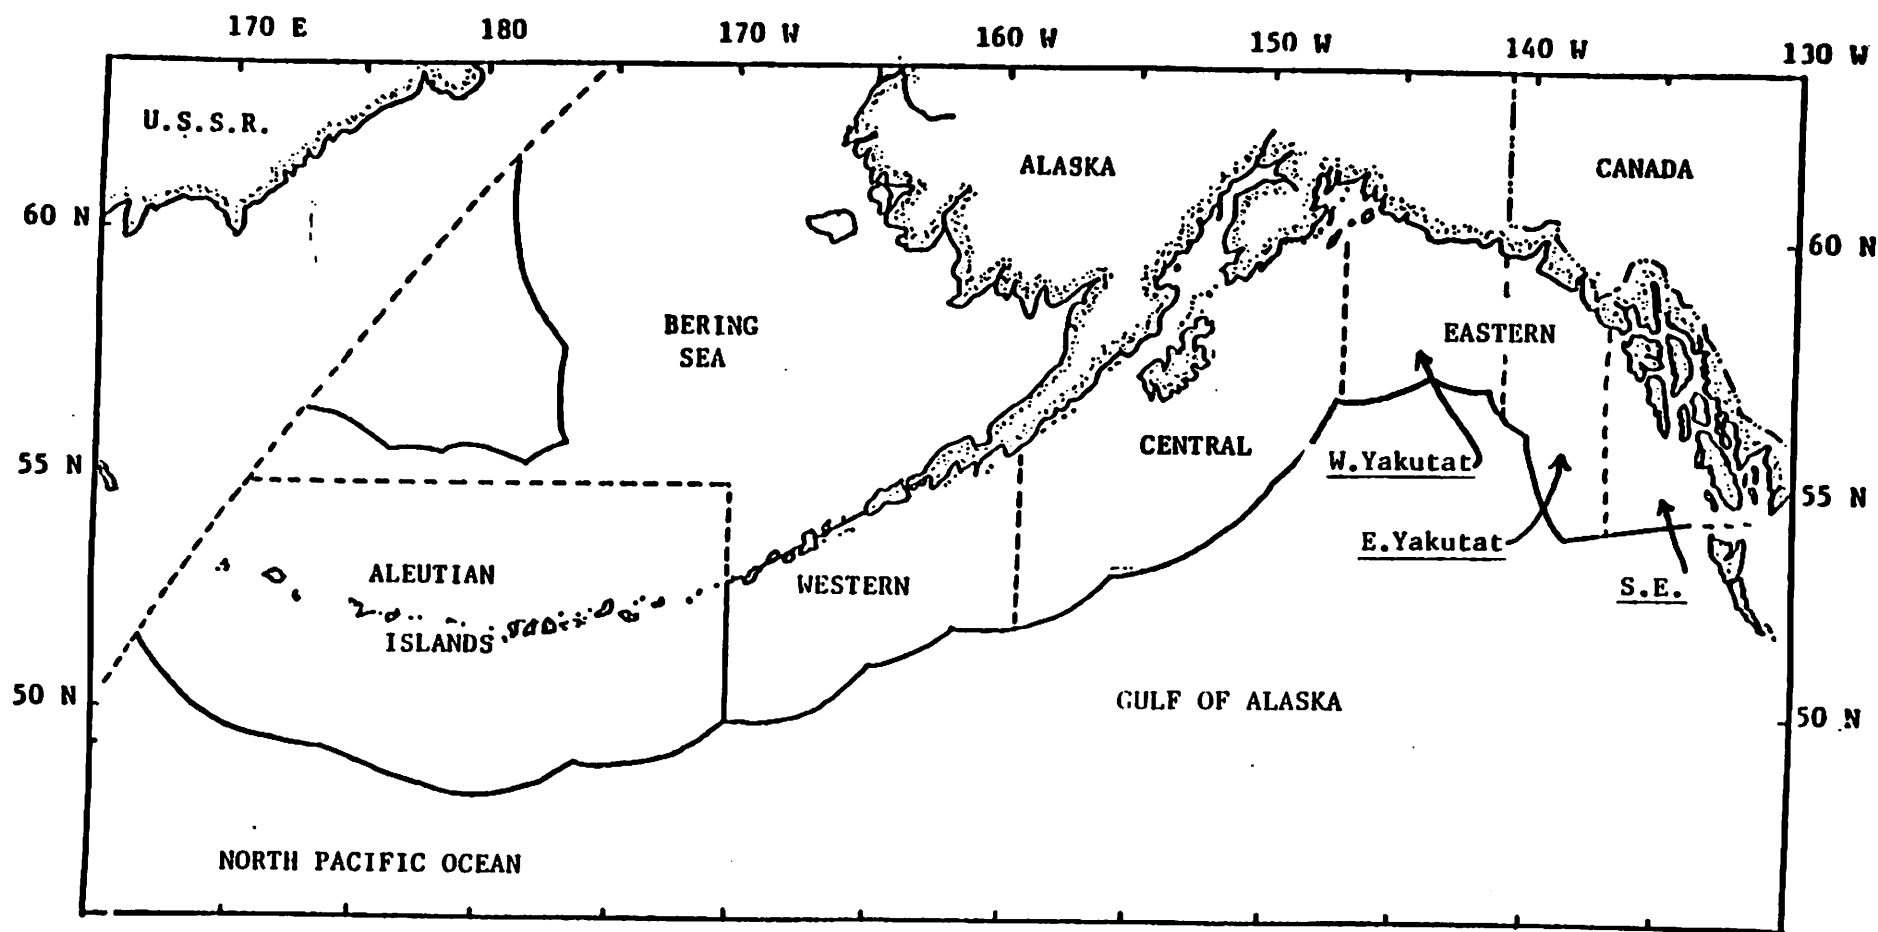 170 E
180
170 W
160 W
150 W
140 W
130 W
U.S.S.R.
ALASKA
CANADA
60 N
60 N
BERING
SEA
EASTERN
CENTRAL
W.Yakutat
55 N
55 N
E.Yakutat
ALEUTIAN
ISLANDS
WESTERN
S.E.
50 N
GULF OF ALASKA
50 N
NORTH PACIFIC OCEAN